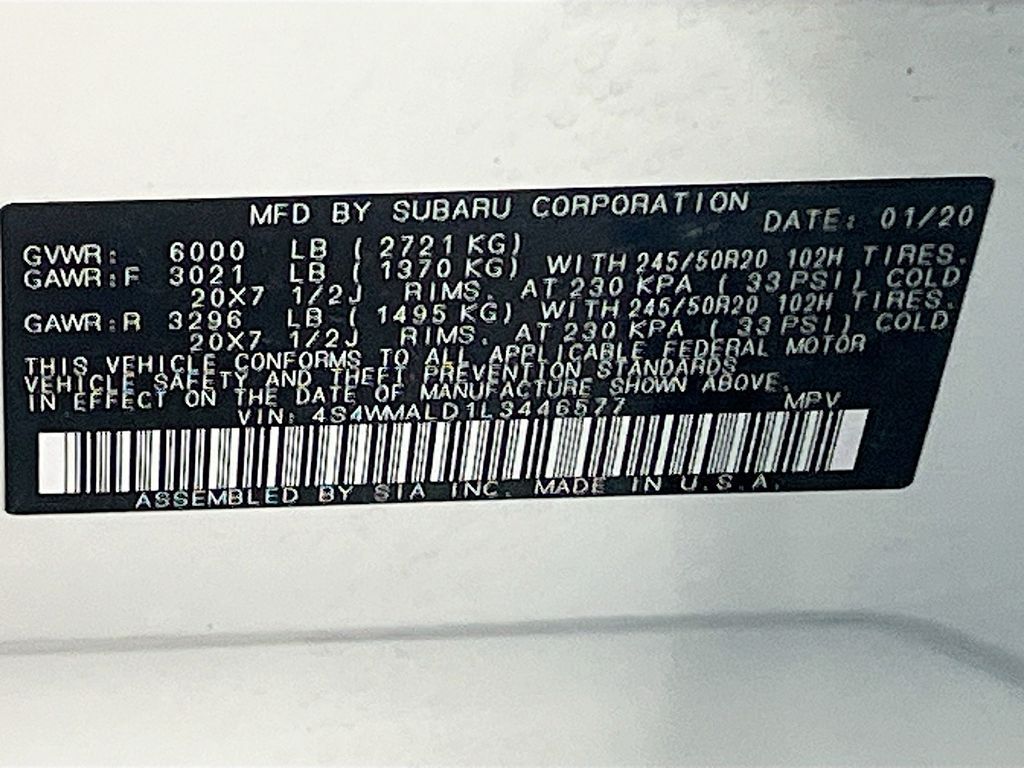 MFD BY SUBARU CORPORATION DATE: 01/20
GVWR: 6000 LB ( 2721 KG)
GAWR:F 3021 LB ( 1370 KG) WITH 245/50R20 102H TIRES.
20X7 1/2J RIMS. AT 230 KPA ( 33 PSI) COLD
GAWR:R 3296 LB ( 1495 KG) WITH 245/50R20 102H TIRES.
20X7 1/2J RIMS. AT 230 KPA ( 33 PSI) COLD
THIS VEHICLE CONFORMS TO ALL APPLICABLE FEDERAL MOTOR
VEHICLE SAFETY AND THEFT PREVENTION STANDARDS
IN EFFECT ON THE DATE OF MANUFACTURE SHOWN ABOVE.
VIN: 4S4WMALD1L3446577 MPV
ASSEMBLED BY SIA INC. MADE IN U.S.A.